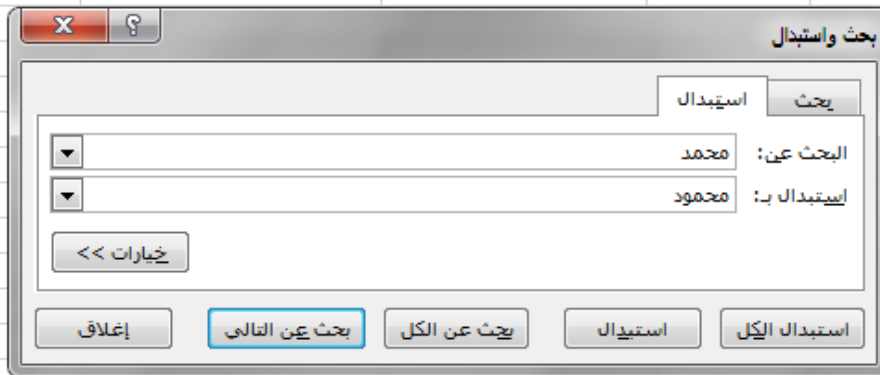 بحث واستبدال
بحث
استبدال
البحث عن: محمد
استبدال بـ: محمود
خيارات >>
استبدال الكل
استبدال
بحث عن الكل
بحث عن التالي
إغلاق